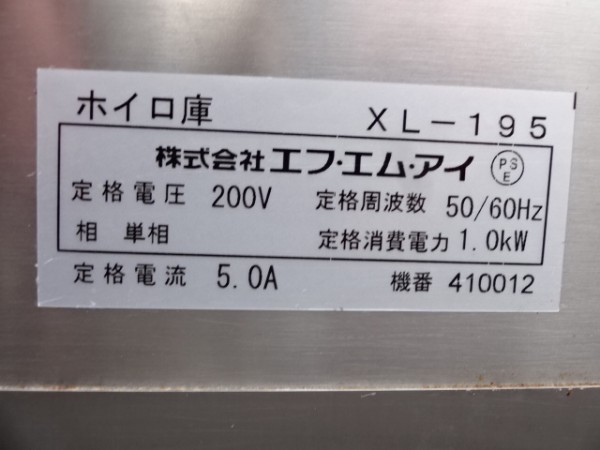 ホイロ庫 XL-195
株式会社エフ・エム・アイ PSE
定格電圧 200V 定格周波数 50/60Hz
相 単相 定格消費電力 1.0kW
定格電流 5.0A 機番 410012